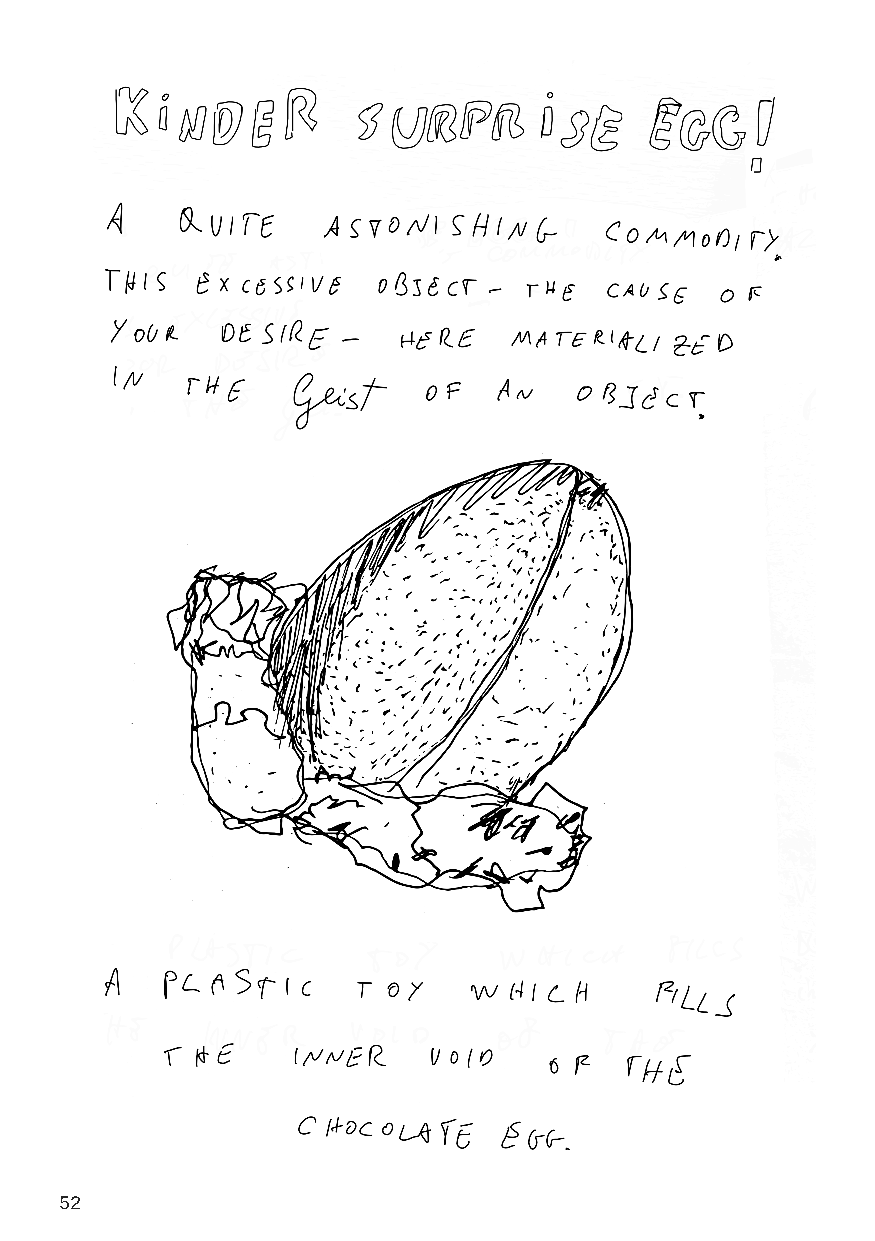 KiNDER SURPRiSE EGG!
A QUITE ASTONISHING COMMODITY.
THIS EXCESSIVE OBJECT – THE CAUSE OF
YOUR DESIRE – HERE MATERIALIZED
IN THE Geist OF AN OBJECT.
A PLASTIC TOY WHICH FILLS
THE INNER VOID OF THE
CHOCOLATE EGG.
52